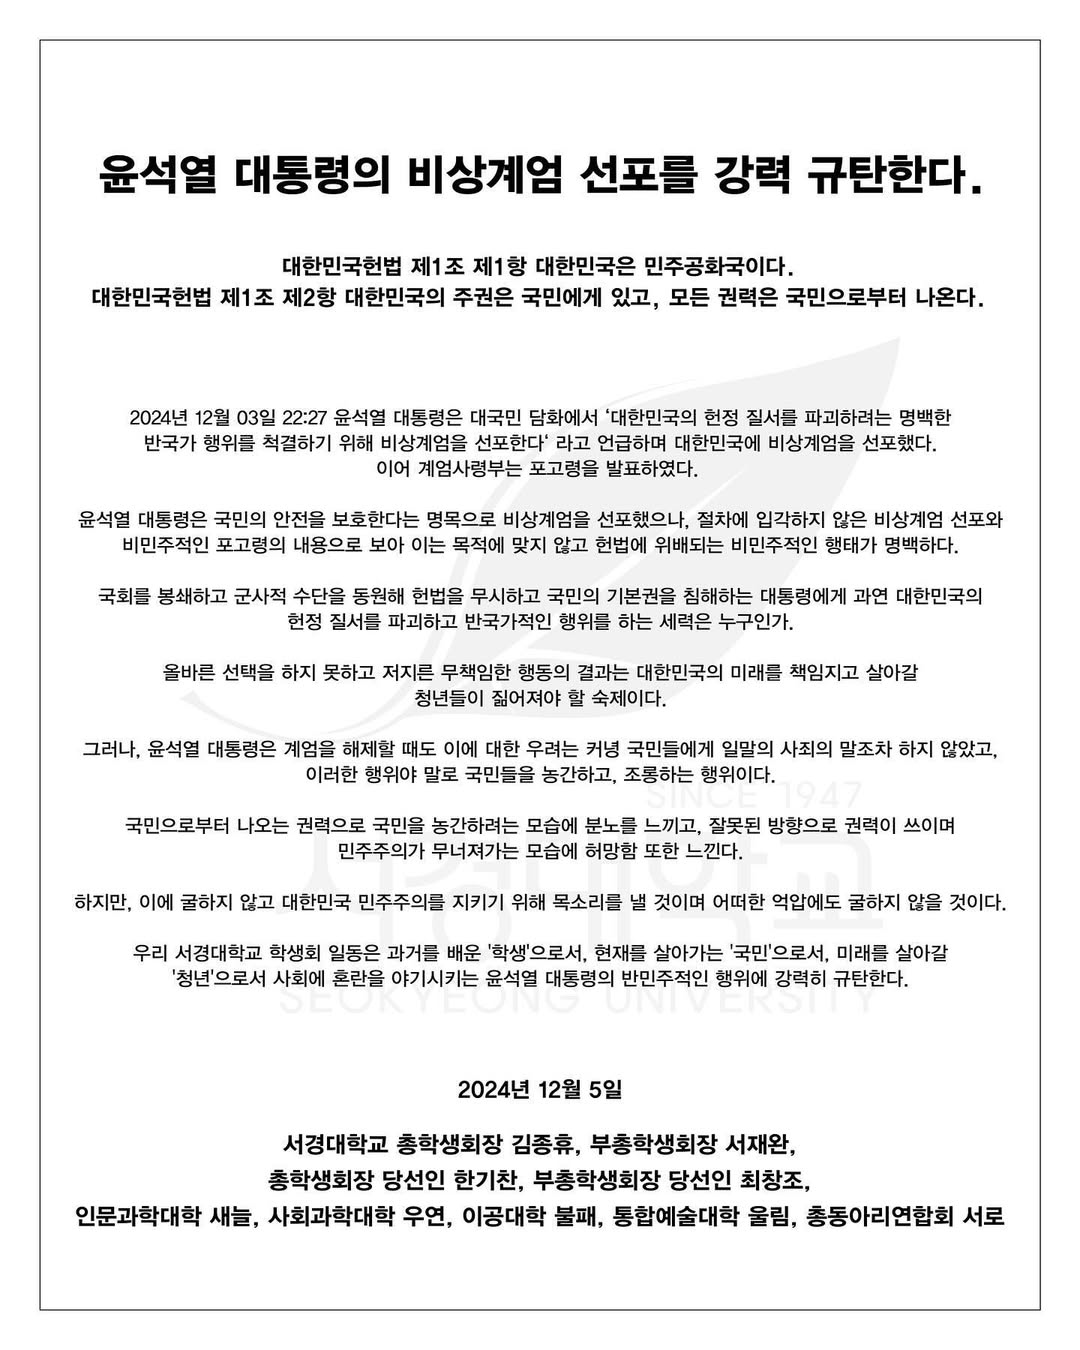 윤석열 대통령의 비상계엄 선포를 강력 규탄한다.
대한민국헌법 제1조 제1항 대한민국은 민주공화국이다.
대한민국헌법 제1조 제2항 대한민국의 주권은 국민에게 있고, 모든 권력은 국민으로부터 나온다.
2024년 12월 03일 22:27 윤석열 대통령은 대국민 담화에서 ‘대한민국의 헌정 질서를 파괴하려는 명백한
반국가 행위를 척결하기 위해 비상계엄을 선포한다‘ 라고 언급하며 대한민국에 비상계엄을 선포했다.
이어 계엄사령부는 포고령을 발표하였다.
윤석열 대통령은 국민의 안전을 보호한다는 명목으로 비상계엄을 선포했으나, 절차에 입각하지 않은 비상계엄 선포와
비민주적인 포고령의 내용으로 보아 이는 목적에 맞지 않고 헌법에 위배되는 비민주적인 행태가 명백하다.
국회를 봉쇄하고 군사적 수단을 동원해 헌법을 무시하고 국민의 기본권을 침해하는 대통령에게 과연 대한민국의
헌정 질서를 파괴하고 반국가적인 행위를 하는 세력은 누구인가.
올바른 선택을 하지 못하고 저지른 무책임한 행동의 결과는 대한민국의 미래를 책임지고 살아갈
청년들이 짊어져야 할 숙제이다.
그러나, 윤석열 대통령은 계엄을 해제할 때도 이에 대한 우려는 커녕 국민들에게 일말의 사죄의 말조차 하지 않았고,
이러한 행위야 말로 국민들을 농간하고, 조롱하는 행위이다.
SINCE 1947
국민으로부터 나오는 권력으로 국민을 농간하려는 모습에 분노를 느끼고, 잘못된 방향으로 권력이 쓰이며
민주주의가 무너져가는 모습에 허망함 또한 느낀다.
서경대학교
하지만, 이에 굴하지 않고 대한민국 민주주의를 지키기 위해 목소리를 낼 것이며 어떠한 억압에도 굴하지 않을 것이다.
우리 서경대학교 학생회 일동은 과거를 배운 '학생'으로서, 현재를 살아가는 '국민'으로서, 미래를 살아갈
'청년'으로서 사회에 혼란을 야기시키는 윤석열 대통령의 반민주적인 행위에 강력히 규탄한다.
SEOKYEONG UNIVERSITY
2024년 12월 5일
서경대학교 총학생회장 김종휴, 부총학생회장 서재완,
총학생회장 당선인 한기찬, 부총학생회장 당선인 최창조,
인문과학대학 새늘, 사회과학대학 우연, 이공대학 불패, 통합예술대학 울림, 총동아리연합회 서로